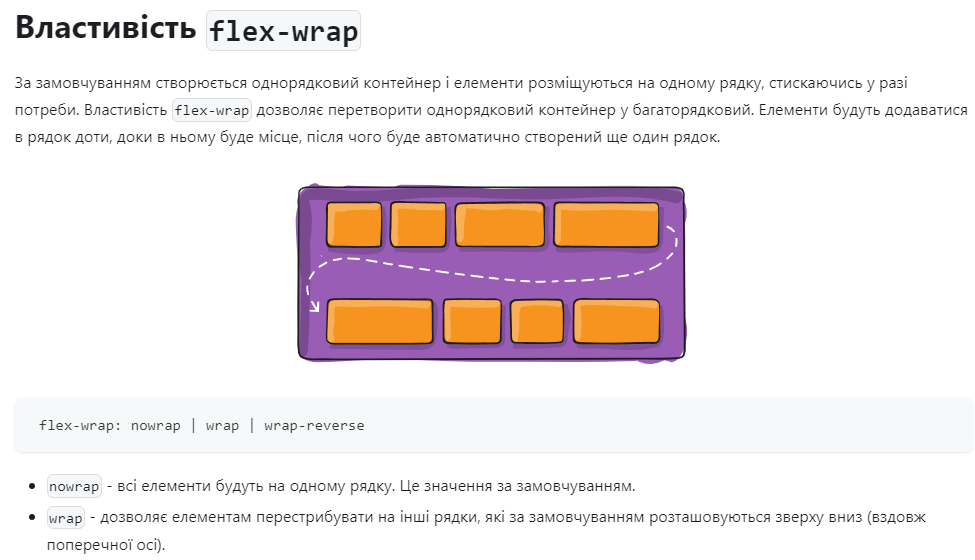 Властивість flex-wrap
За замовчуванням створюється однорядковий контейнер і елементи розміщуються на одному рядку, стискаючись у разі
потреби. Властивість flex-wrap дозволяє перетворити однорядковий контейнер у багаторядковий. Елементи будуть додаватися
в рядок доти, доки в ньому буде місце, після чого буде автоматично створений ще один рядок.
flex-wrap: nowrap | wrap | wrap-reverse
• nowrap - всі елементи будуть на одному рядку. Це значення за замовчуванням.
• wrap - дозволяє елементам перестрибувати на інші рядки, які за замовчуванням розташовуються зверху вниз (вздовж
поперечної осі).